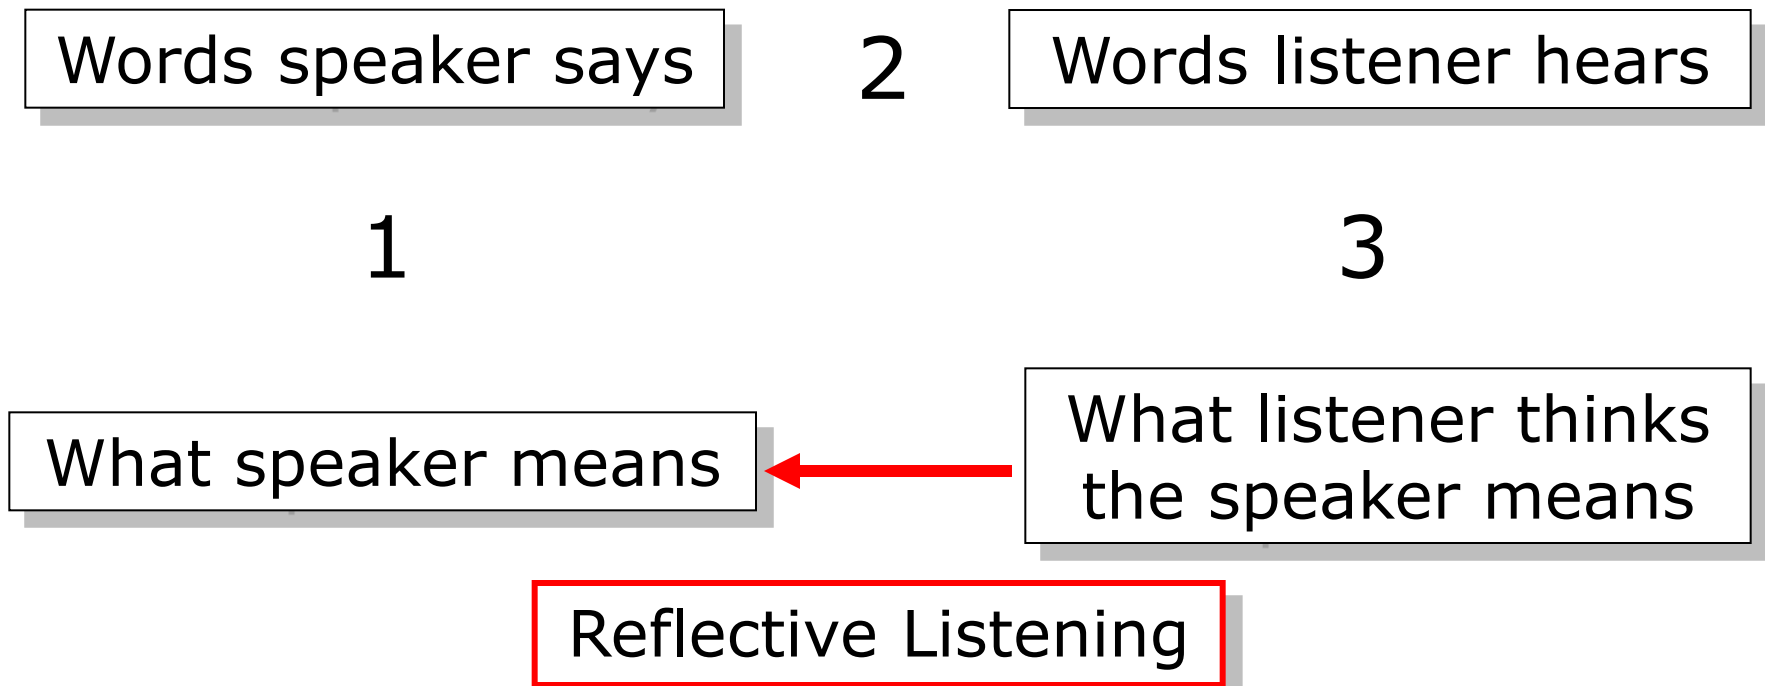 Words speaker says
2
Words listener hears
1
3
What speaker means
What listener thinks
the speaker means
Reflective Listening